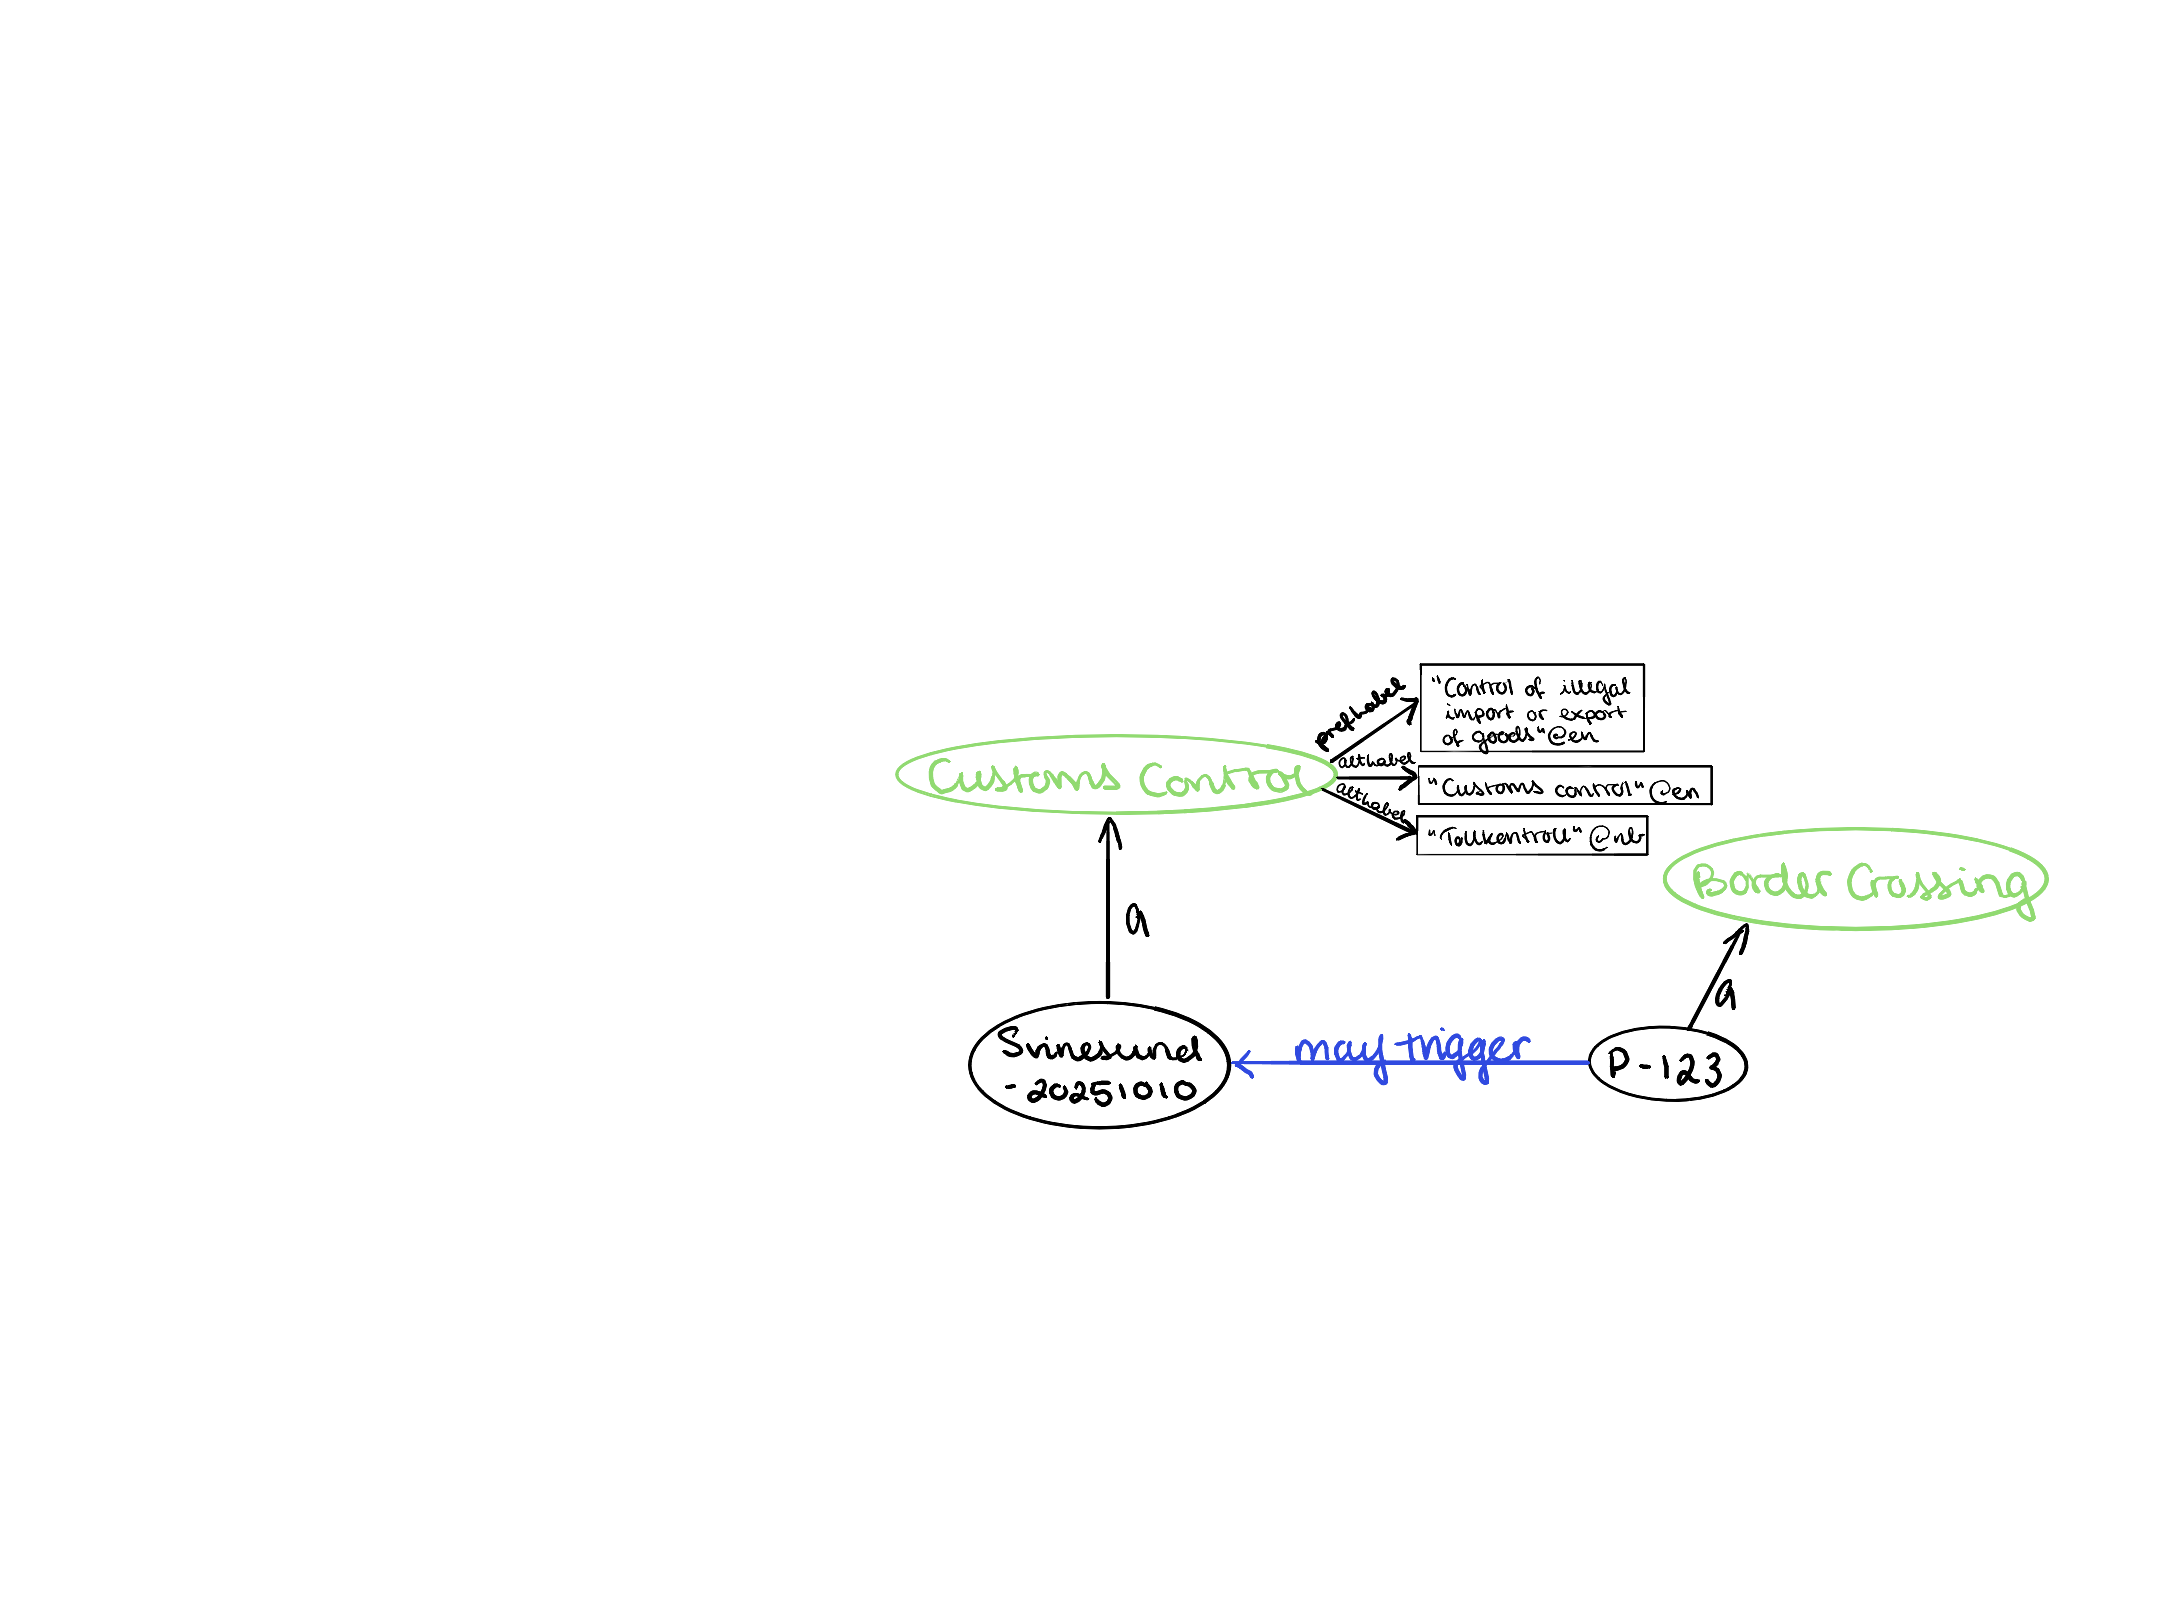 prefLabel
"Control of illegal
import or export
of goods"@en
Customs Control
altLabel
"Customs control"@en
altLabel
"Tollkontroll"@nb
Border Crossing
a
a
Svinesund
-20251010
may trigger
P-123